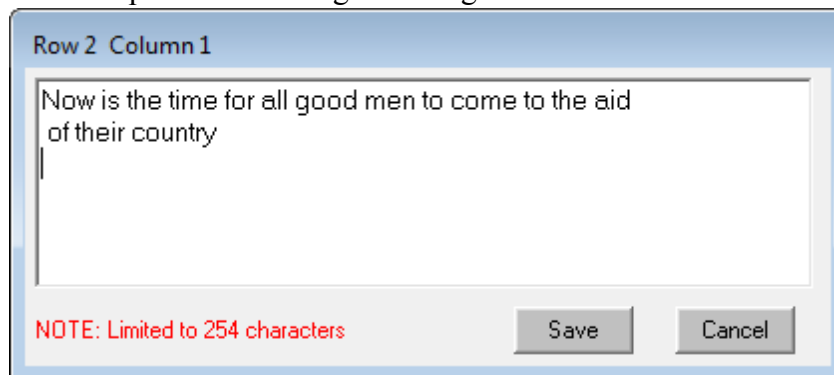 Row 2 Column 1
Now is the time for all good men to come to the aid
of their country
NOTE: Limited to 254 characters
Save
Cancel